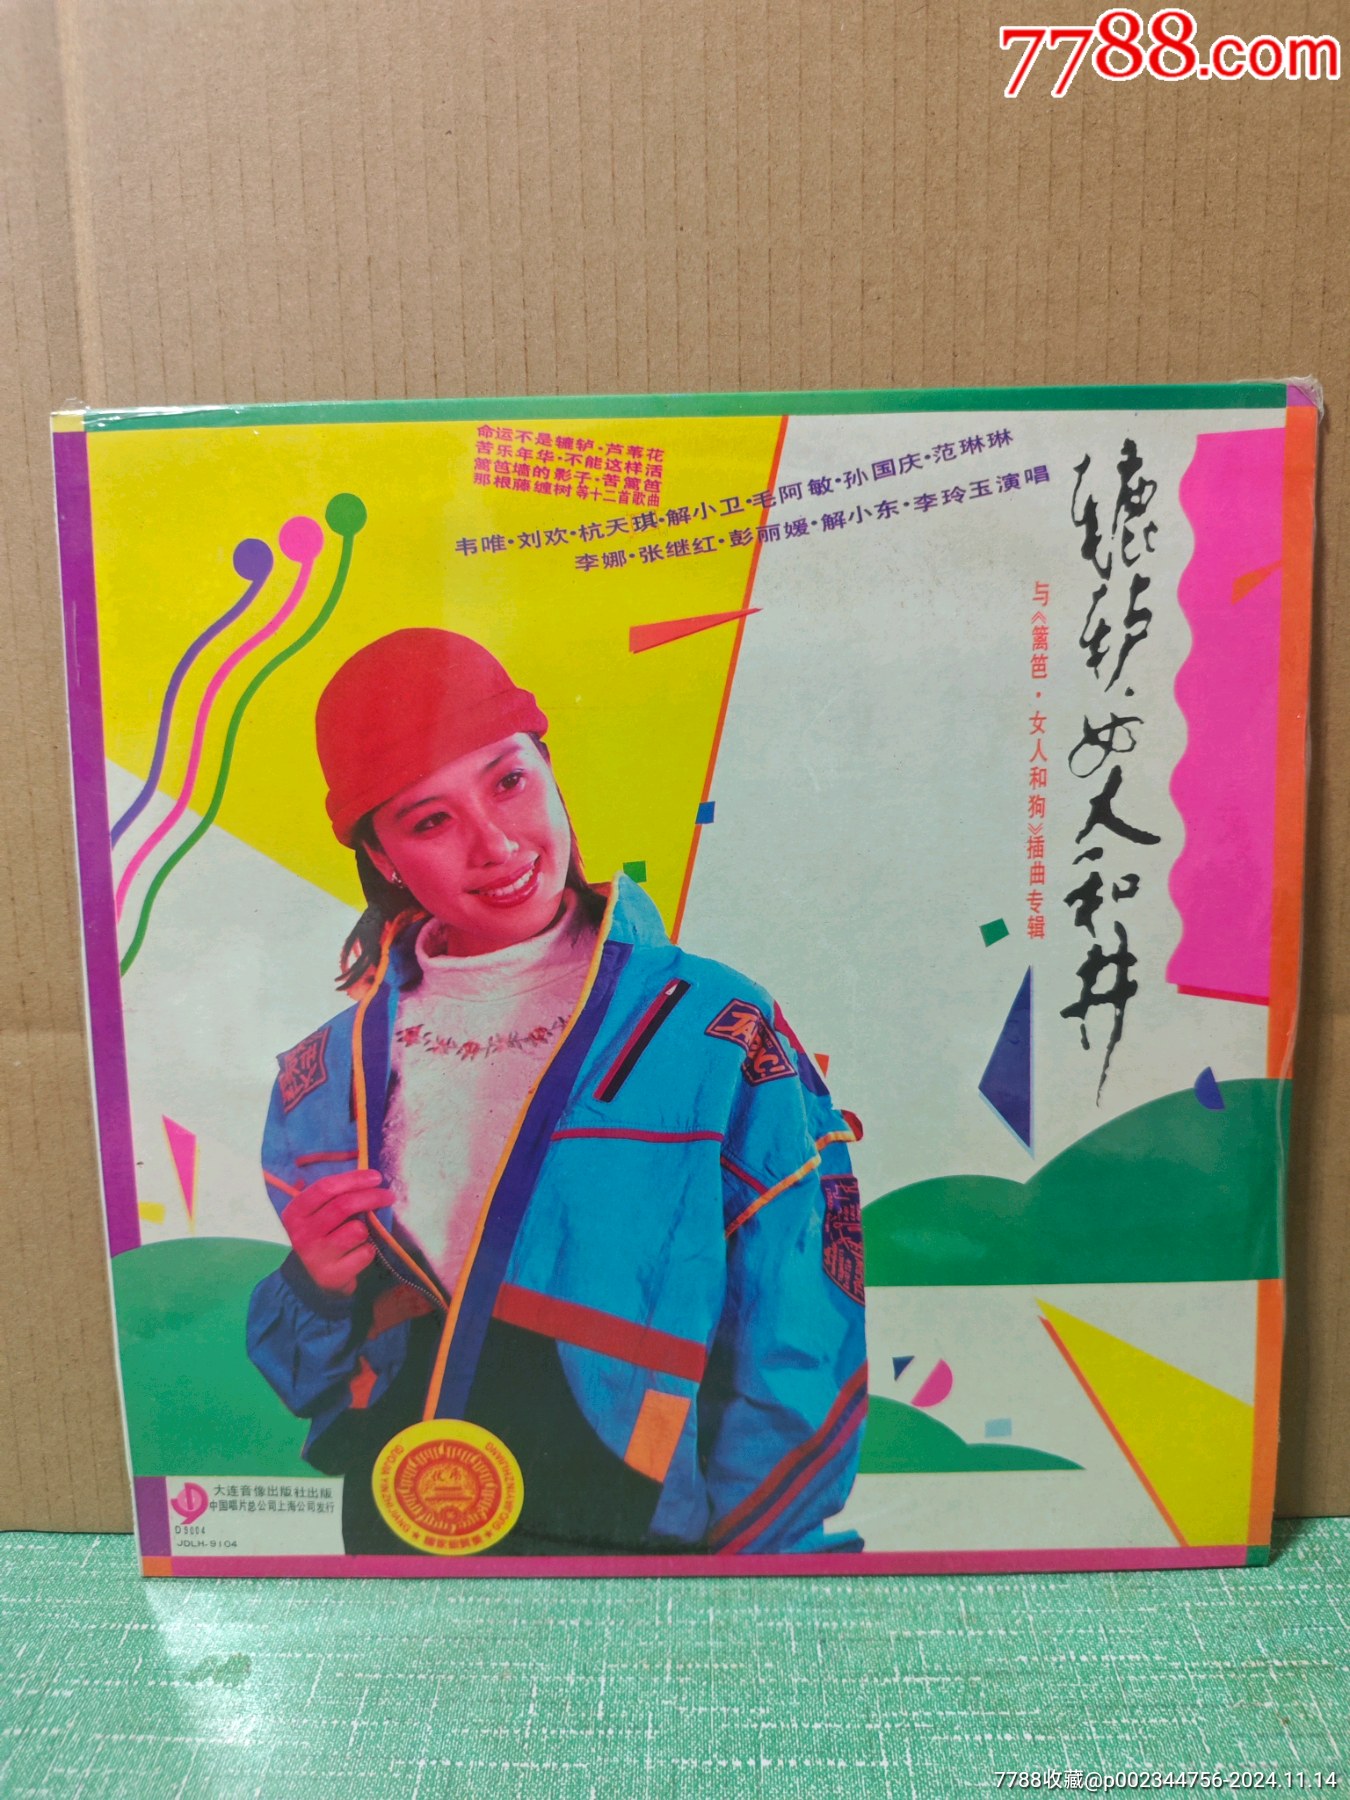 7788.com
命运不是辘轳·芦苇花
苦乐年华·不能这样活
篱笆墙的影子·苦篱笆
那根藤缠树 等十二首歌曲
韦唯·刘欢·杭天琪·解小卫·毛阿敏·孙国庆·范琳琳
李娜·张继红·彭丽媛·解小东·李玲玉演唱
辘轳·女人和井
与《篱笆·女人和狗》插曲专辑
大连音像出版社出版
中国唱片总公司上海公司发行
D9004
JDLH-9104
7788收藏@p002344756-2024.11.14